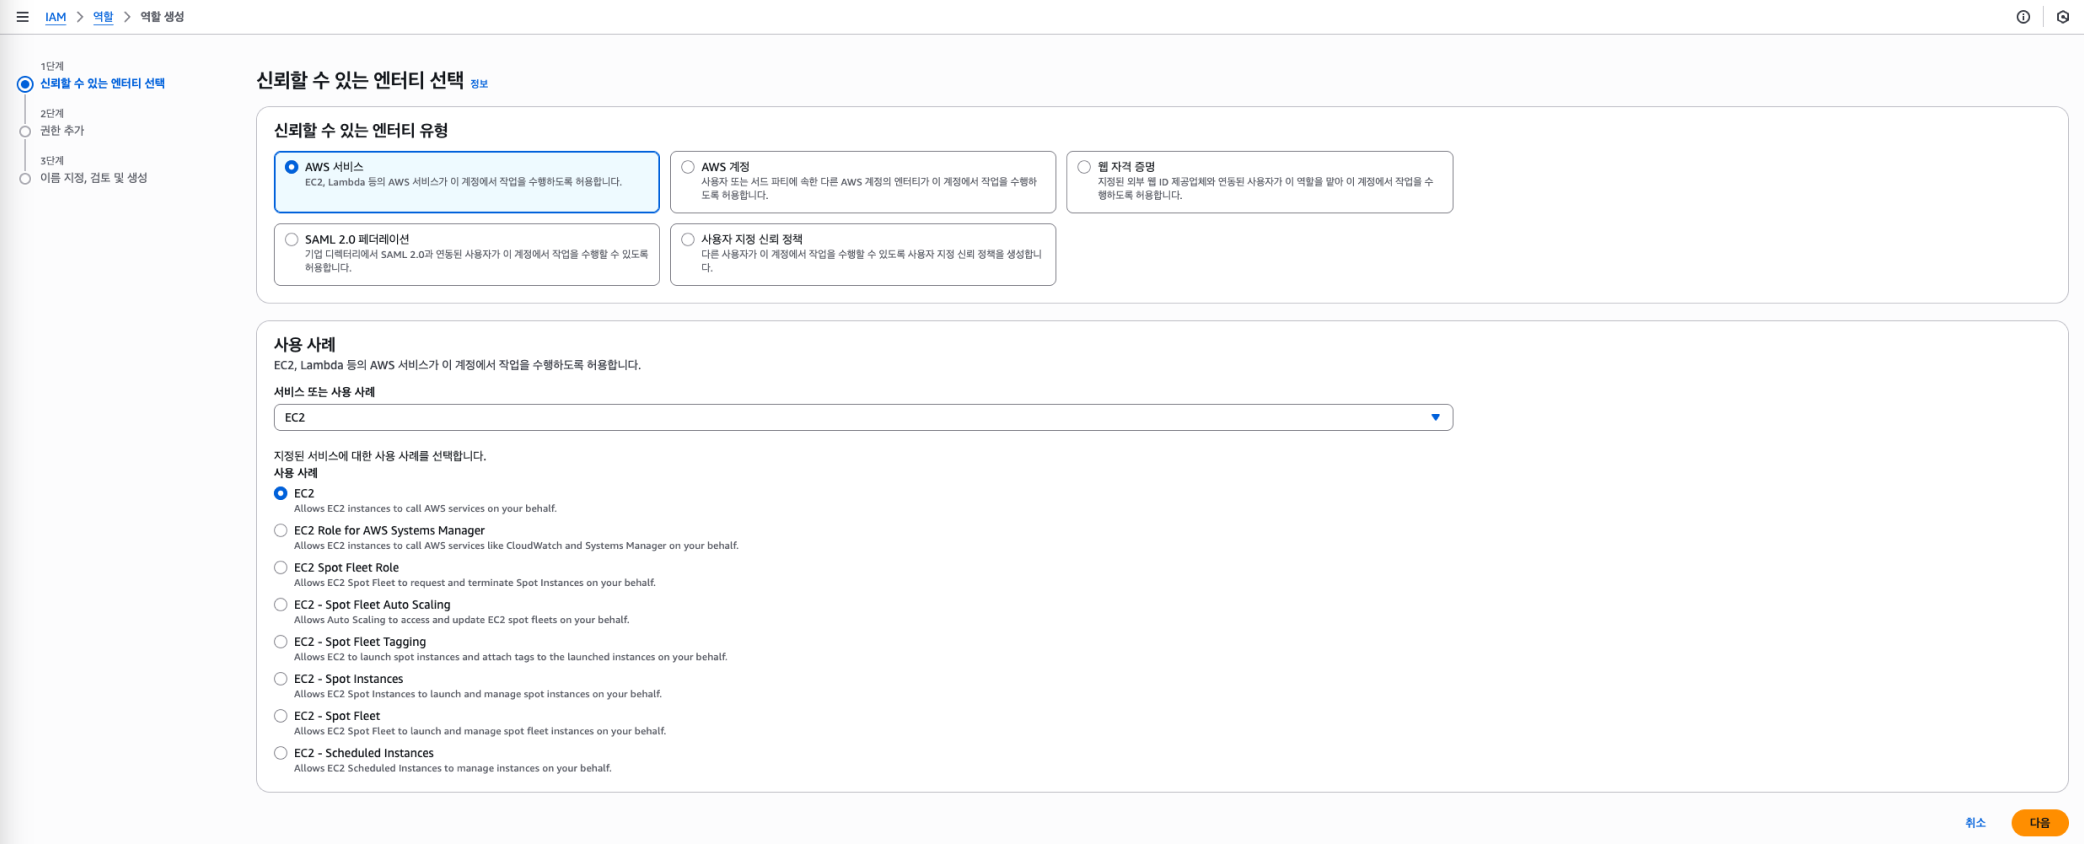 IAM > 역할 > 역할 생성
1단계
신뢰할 수 있는 엔터티 선택
2단계
권한 추가
3단계
이름 지정, 검토 및 생성
신뢰할 수 있는 엔터티 선택 정보
신뢰할 수 있는 엔터티 유형
AWS 서비스
EC2, Lambda 등의 AWS 서비스가 이 계정에서 작업을 수행하도록 허용합니다.
AWS 계정
사용자 또는 서드 파티에 속한 다른 AWS 계정의 엔터티가 이 계정에서 작업을 수행하
도록 허용합니다.
웹 자격 증명
지정된 외부 웹 ID 제공업체와 연동된 사용자가 이 역할을 맡아 이 계정에서 작업을 수
행하도록 허용합니다.
SAML 2.0 페더레이션
기업 디렉터리에서 SAML 2.0과 연동된 사용자가 이 계정에서 작업을 수행할 수 있도록
허용합니다.
사용자 지정 신뢰 정책
다른 사용자가 이 계정에서 작업을 수행할 수 있도록 사용자 지정 신뢰 정책을 생성합니
다.
사용 사례
EC2, Lambda 등의 AWS 서비스가 이 계정에서 작업을 수행하도록 허용합니다.
서비스 또는 사용 사례
EC2
지정된 서비스에 대한 사용 사례를 선택합니다.
사용 사례
EC2
Allows EC2 instances to call AWS services on your behalf.
EC2 Role for AWS Systems Manager
Allows EC2 instances to call AWS services like CloudWatch and Systems Manager on your behalf.
EC2 Spot Fleet Role
Allows EC2 Spot Fleet to request and terminate Spot Instances on your behalf.
EC2 - Spot Fleet Auto Scaling
Allows Auto Scaling to access and update EC2 spot fleets on your behalf.
EC2 - Spot Fleet Tagging
Allows EC2 to launch spot instances and attach tags to the launched instances on your behalf.
EC2 - Spot Instances
Allows EC2 Spot Instances to launch and manage spot instances on your behalf.
EC2 - Spot Fleet
Allows EC2 Spot Fleet to launch and manage spot fleet instances on your behalf.
EC2 - Scheduled Instances
Allows EC2 Scheduled Instances to manage instances on your behalf.
취소
다음